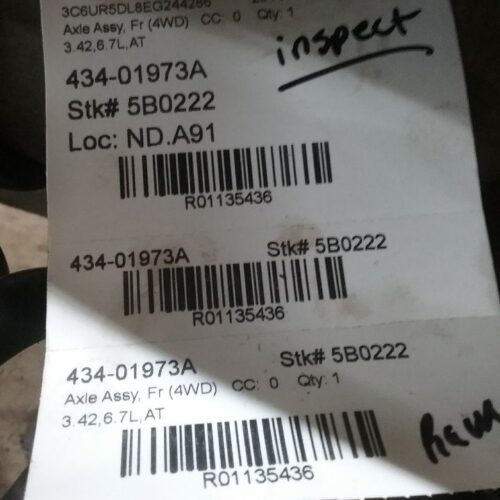 3C6UR5DL8EG244286
Axle Assy, Fr (4WD) CC: 0 Qty: 1
3.42,6.7L,AT
inspect
434-01973A
Stk# 5B0222
Loc: ND.A91
R01135436
434-01973A Stk# 5B0222
R01135436
434-01973A Stk# 5B0222
Axle Assy, Fr (4WD) CC: 0 Qty: 1
3.42,6.7L,AT
R01135436